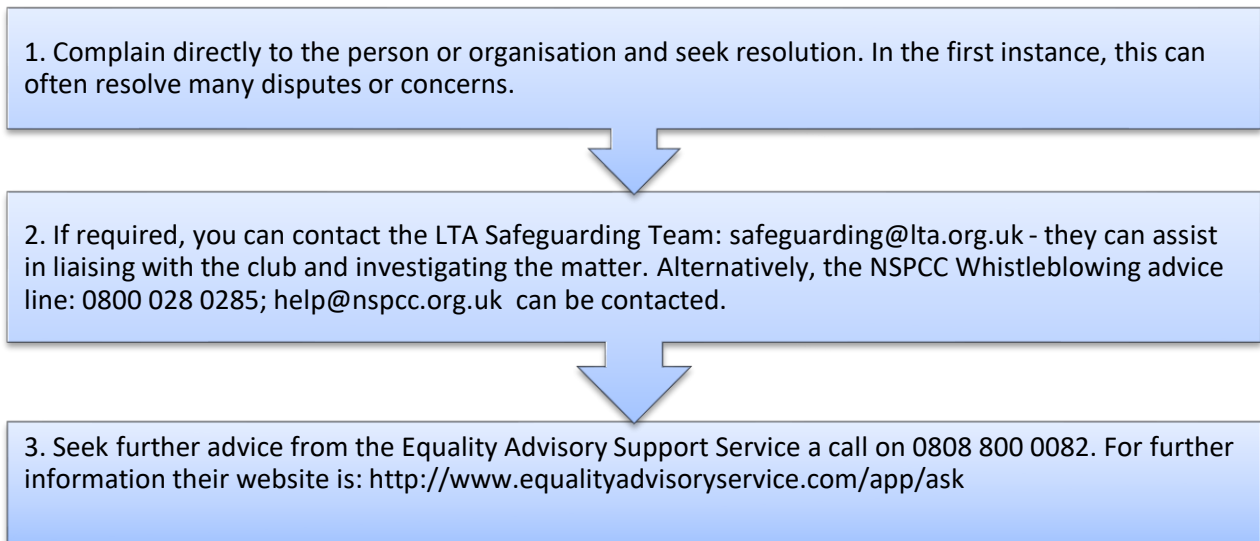 1. Complain directly to the person or organisation and seek resolution. In the first instance, this can
often resolve many disputes or concerns.
2. If required, you can contact the LTA Safeguarding Team: safeguarding@lta.org.uk - they can assist
in liaising with the club and investigating the matter. Alternatively, the NSPCC Whistleblowing advice
line: 0800 028 0285; help@nspcc.org.uk can be contacted.
3. Seek further advice from the Equality Advisory Support Service a call on 0808 800 0082. For further
information their website is: http://www.equalityadvisoryservice.com/app/ask